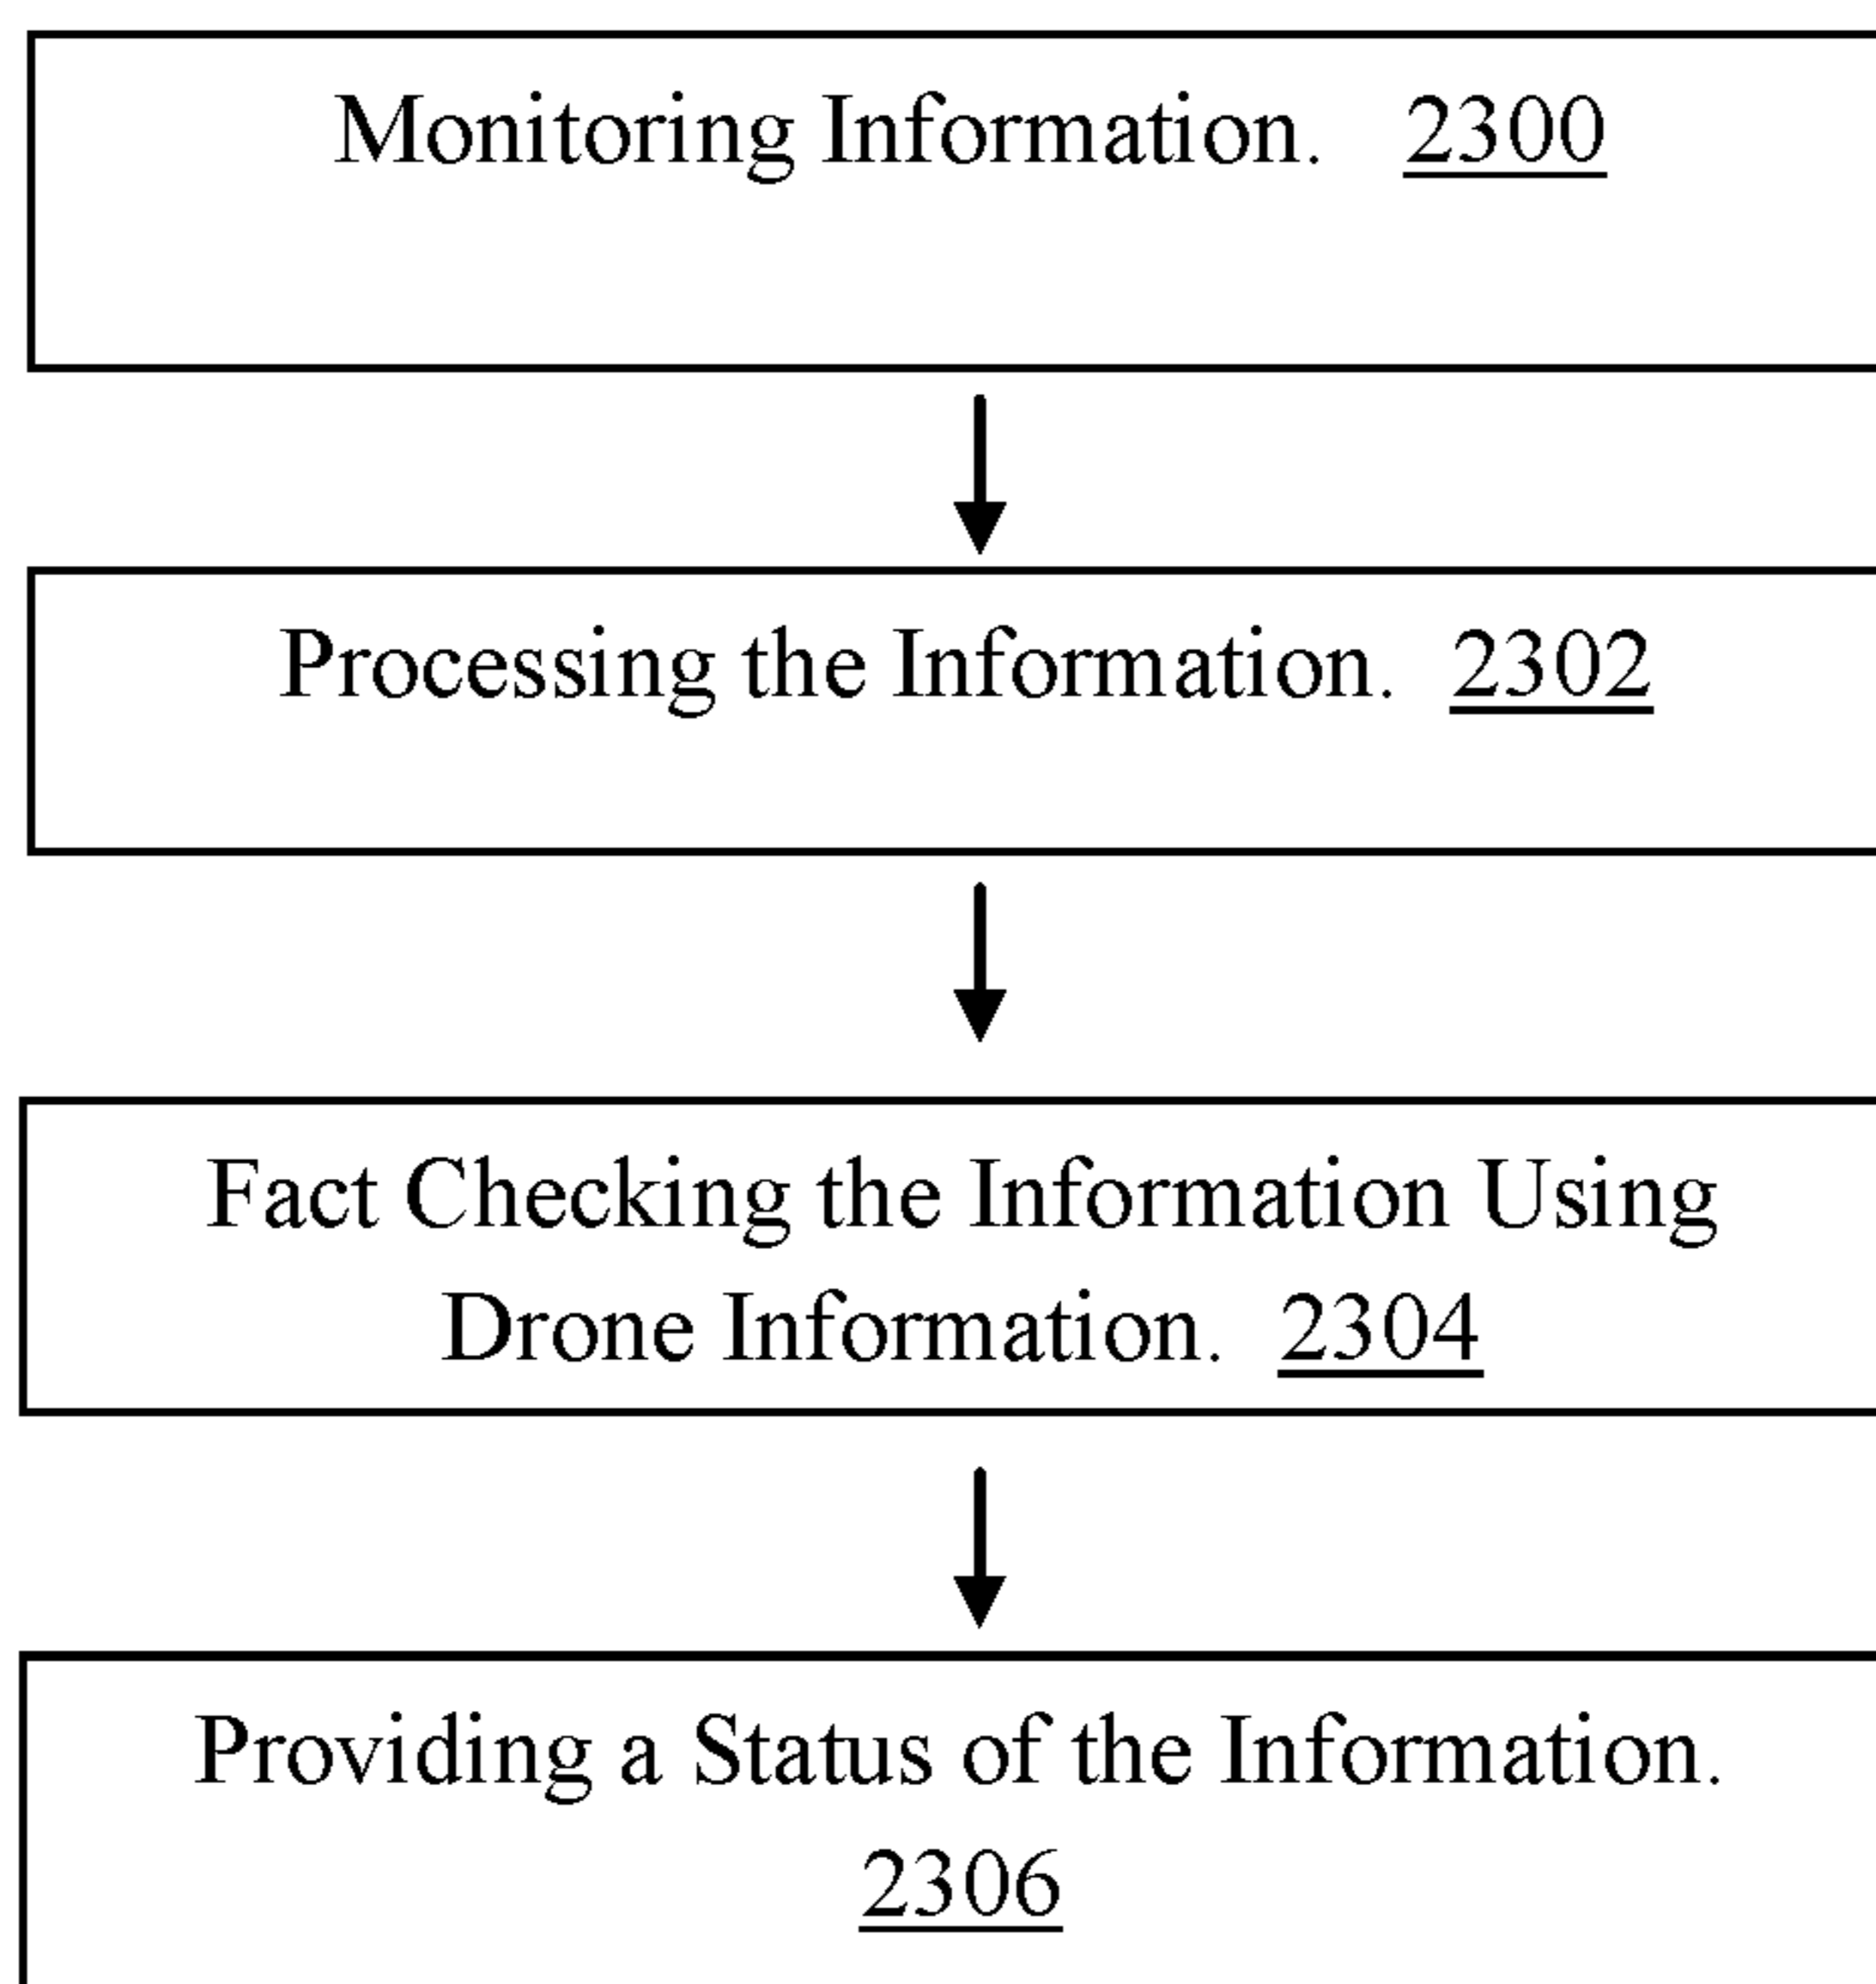 Monitoring Information. 2300
Processing the Information. 2302
Fact Checking the Information Using
Drone Information. 2304
Providing a Status of the Information.
2306